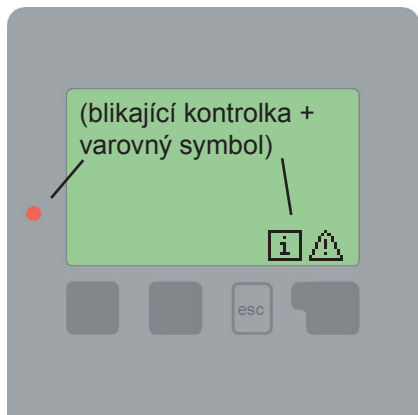 (blikající kontrolka +
varovný symbol)
i
esc